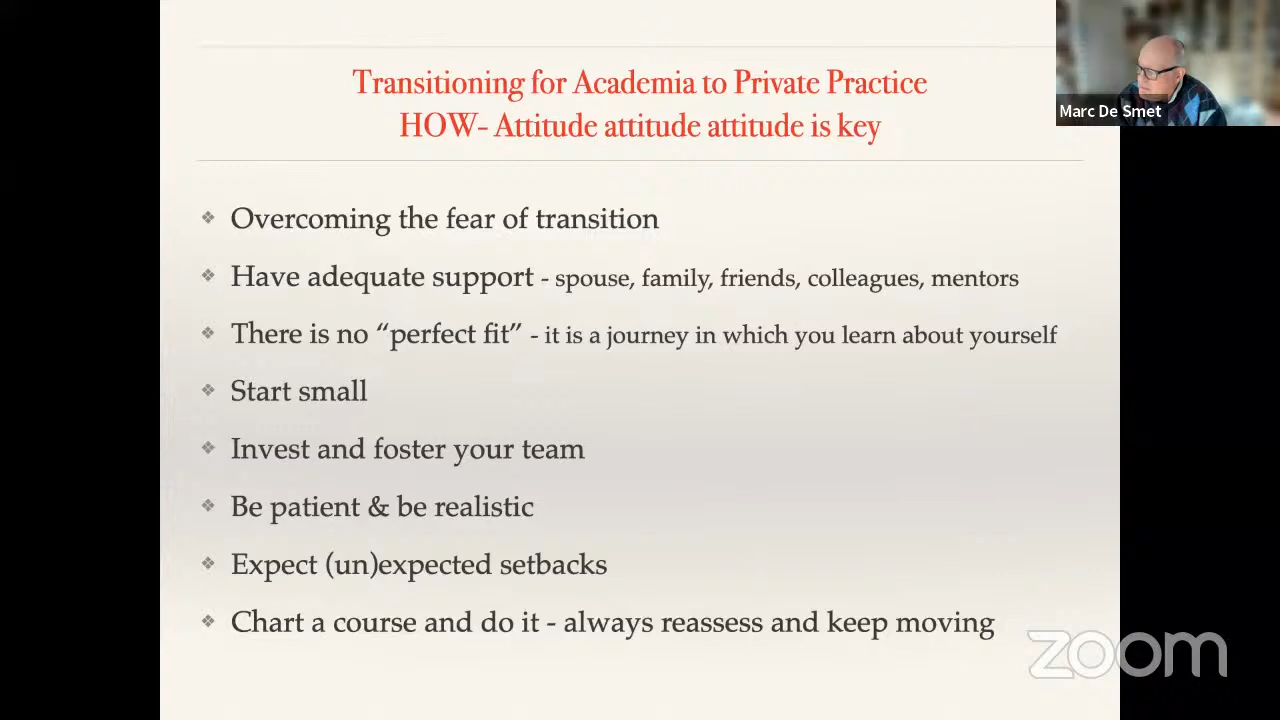 Transitioning for Academia to Private Practice
HOW- Attitude attitude attitude is key
Marc De Smet
❖ Overcoming the fear of transition
❖ Have adequate support - spouse, family, friends, colleagues, mentors
❖ There is no “perfect fit” - it is a journey in which you learn about yourself
❖ Start small
❖ Invest and foster your team
❖ Be patient & be realistic
❖ Expect (un)expected setbacks
❖ Chart a course and do it - always reassess and keep moving
zoom